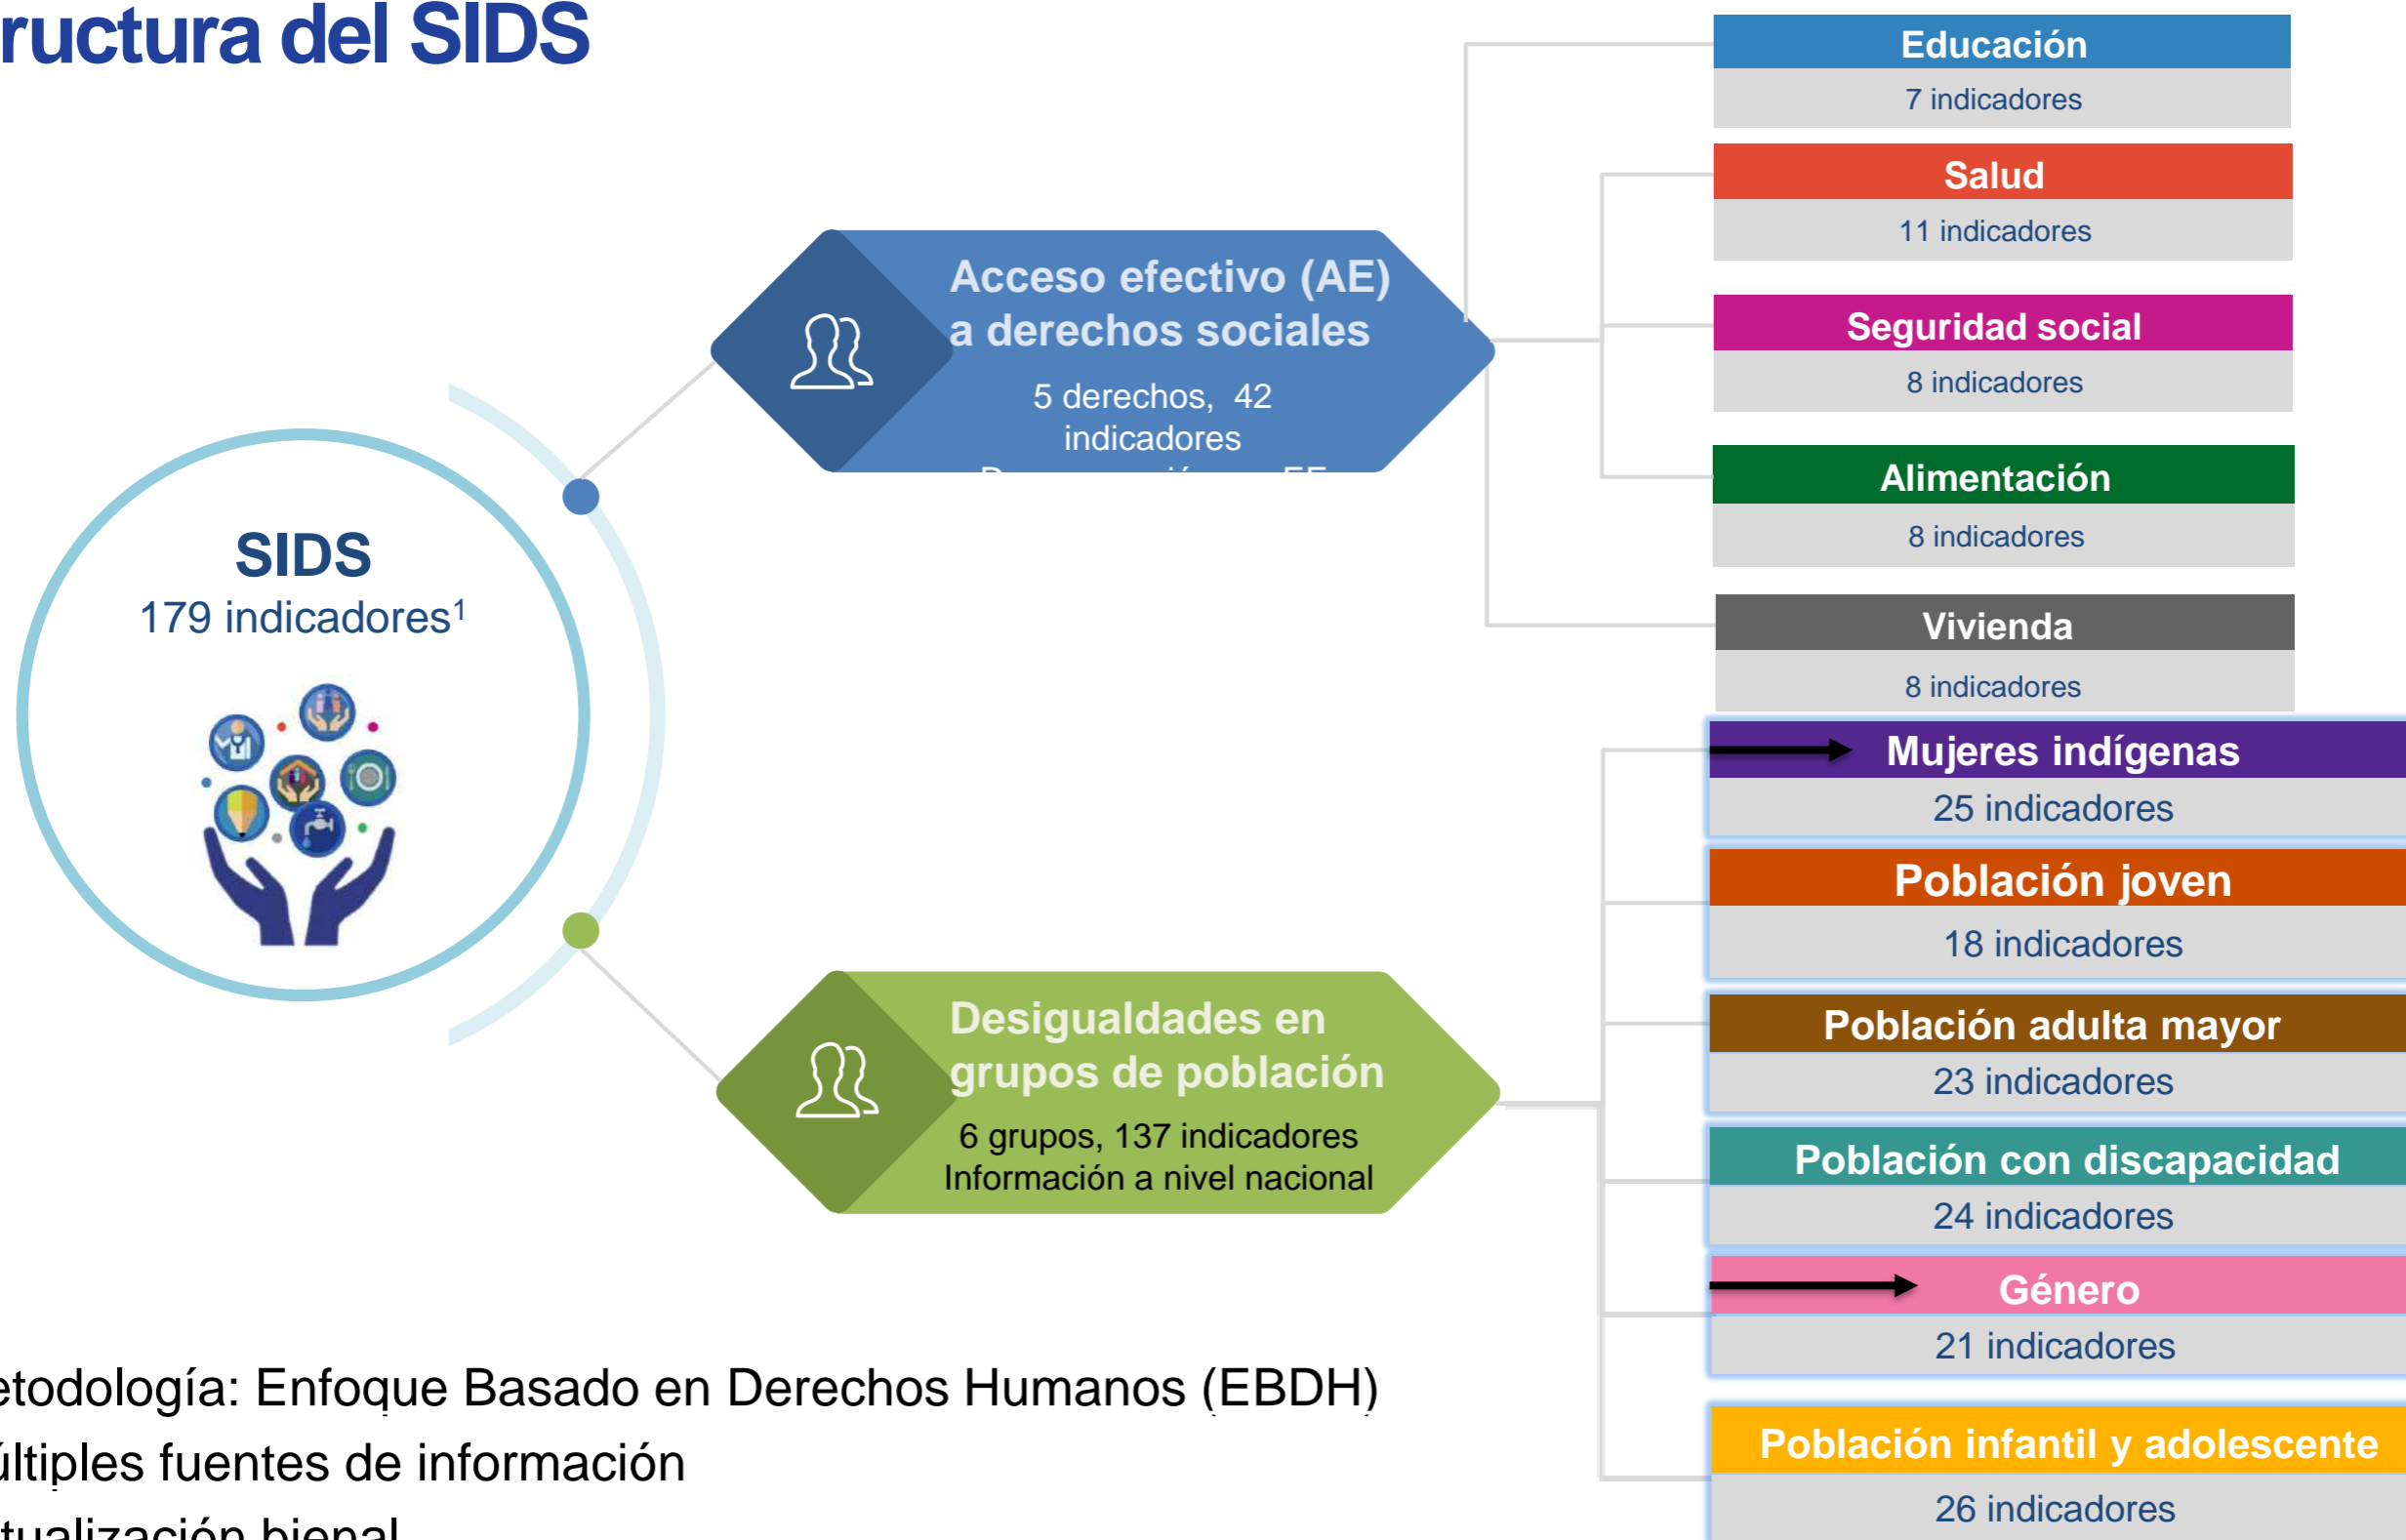 ructura del SIDS
SIDS
179 indicadores¹
Acceso efectivo (AE)
a derechos sociales
5 derechos, 42
indicadores
Educación
7 indicadores
Salud
11 indicadores
Seguridad social
8 indicadores
Alimentación
8 indicadores
Vivienda
8 indicadores
Desigualdades en
grupos de población
6 grupos, 137 indicadores
Información a nivel nacional
Mujeres indígenas
25 indicadores
Población joven
18 indicadores
Población adulta mayor
23 indicadores
Población con discapacidad
24 indicadores
Género
21 indicadores
Población infantil y adolescente
26 indicadores
etodología: Enfoque Basado en Derechos Humanos (EBDH)
últiples fuentes de información
tualización bienal